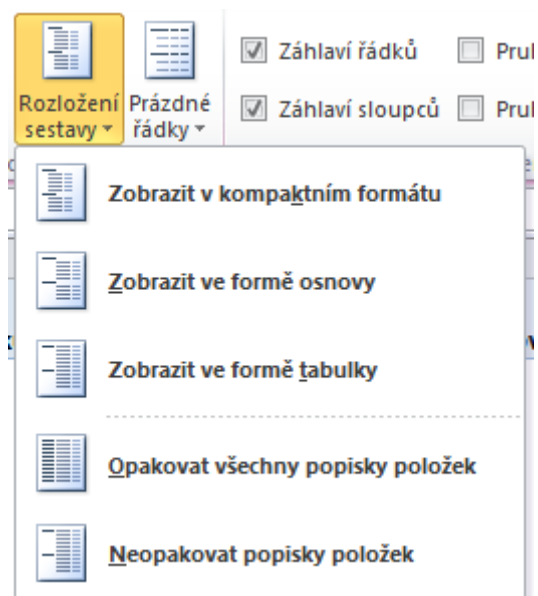 Záhlaví řádků
Rozložení sestavy
Prázdné řádky
Záhlaví sloupců
Zobrazit v kompaktním formátu
Zobrazit ve formě osnovy
Zobrazit ve formě tabulky
Opakovat všechny popisky položek
Neopakovat popisky položek